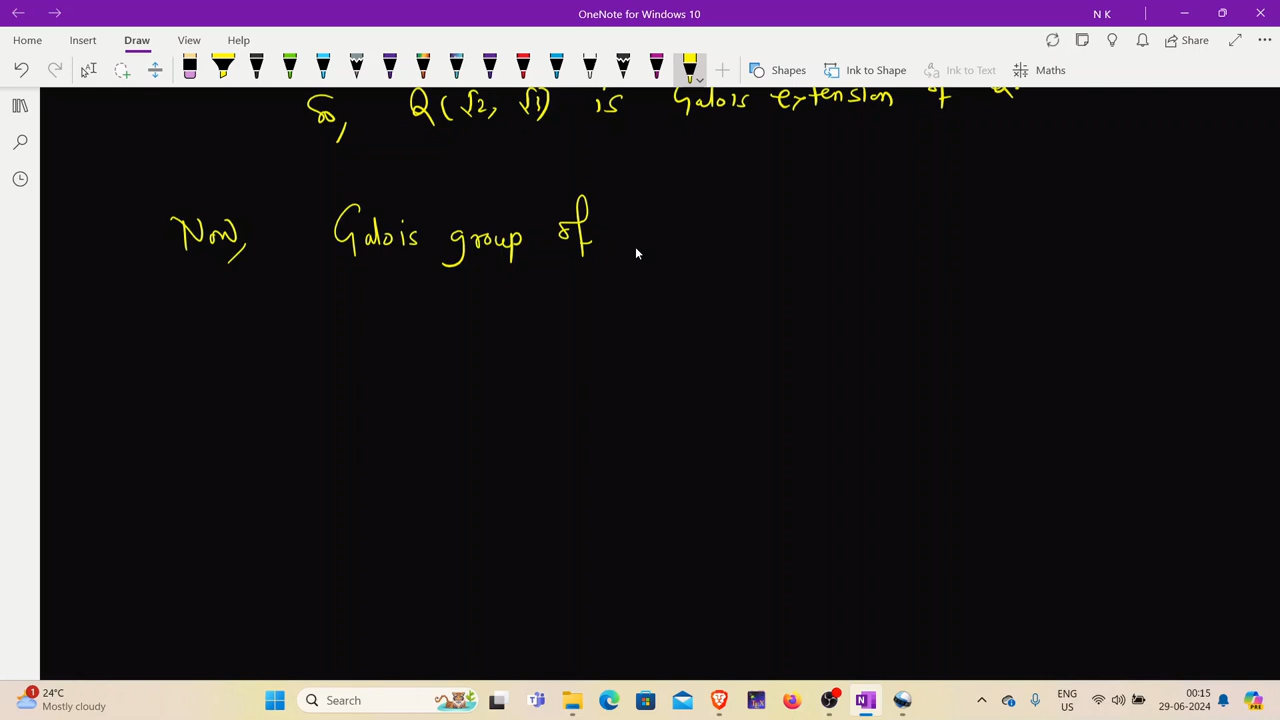 OneNote for Windows 10
N K
Home Insert Draw View Help
Share
Shapes Ink to Shape Ink to Text Maths
So, Q(√2, √3) is Galois extension of Q.
Now, Galois group of
1
24°C
Mostly cloudy
Search
ENG
US
00:15
29-06-2024